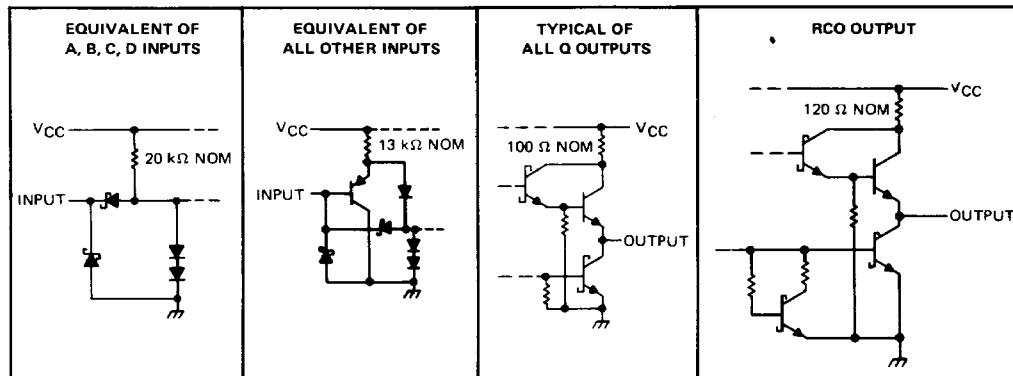 EQUIVALENT OF
A, B, C, D INPUTS
VCC
20 kΩ NOM
INPUT
EQUIVALENT OF
ALL OTHER INPUTS
VCC
13 kΩ NOM
INPUT
TYPICAL OF
ALL Q OUTPUTS
VCC
100 Ω NOM
OUTPUT
RCO OUTPUT
VCC
120 Ω NOM
OUTPUT